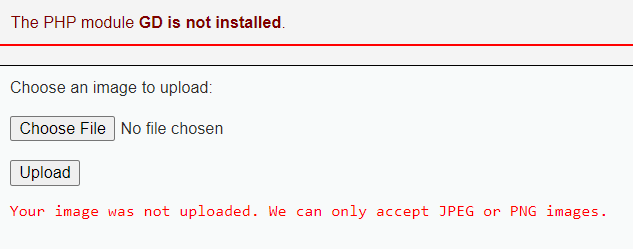 The PHP module GD is not installed.
Choose an image to upload:
Choose File No file chosen
Upload
Your image was not uploaded. We can only accept JPEG or PNG images.